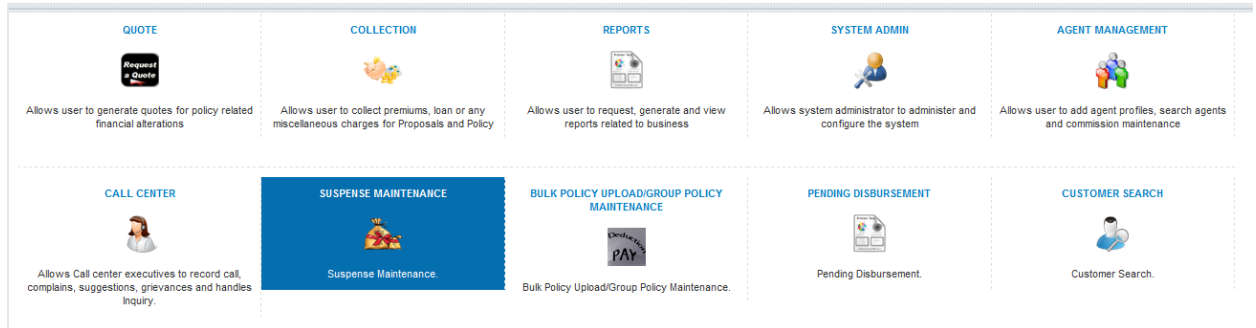 QUOTE
Request
a Quote
Allows user to generate quotes for policy related
financial alterations
COLLECTION
Allows user to collect premiums, loan or any
miscellaneous charges for Proposals and Policy
REPORTS
Allows user to request, generate and view
reports related to business
SYSTEM ADMIN
Allows system administrator to administer and
configure the system
AGENT MANAGEMENT
Allows user to add agent profiles, search agents
and commission maintenance
CALL CENTER
Allows Call center executives to record call,
complains, suggestions, grievances and handles
Inquiry.
SUSPENSE MAINTENANCE
Suspense Maintenance.
BULK POLICY UPLOAD/GROUP POLICY
MAINTENANCE
Deduction
PAY
Bulk Policy Upload/Group Policy Maintenance.
PENDING DISBURSEMENT
Pending Disbursement.
CUSTOMER SEARCH
Customer Search.